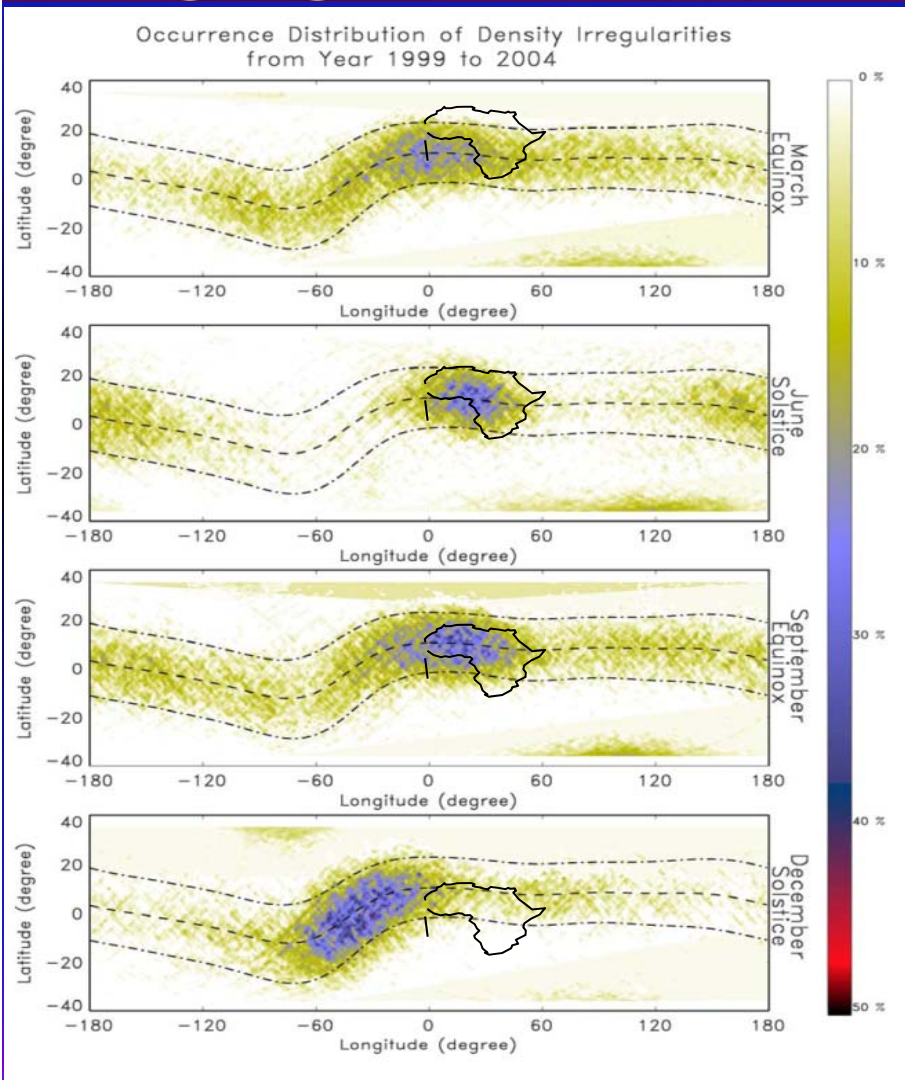 Occurrence Distribution of Density Irregularities
from Year 1999 to 2004
40
20
0
-20
-40
Latitude (degree)
-180 -120 -60 0 60 120 180
Longitude (degree)
March
Equinox
40
20
0
-20
-40
Latitude (degree)
-180 -120 -60 0 60 120 180
Longitude (degree)
June
Solstice
40
20
0
-20
-40
Latitude (degree)
-180 -120 -60 0 60 120 180
Longitude (degree)
September
Equinox
40
20
0
-20
-40
Latitude (degree)
-180 -120 -60 0 60 120 180
Longitude (degree)
December
Solstice
0 %
10 %
20 %
30 %
40 %
50 %